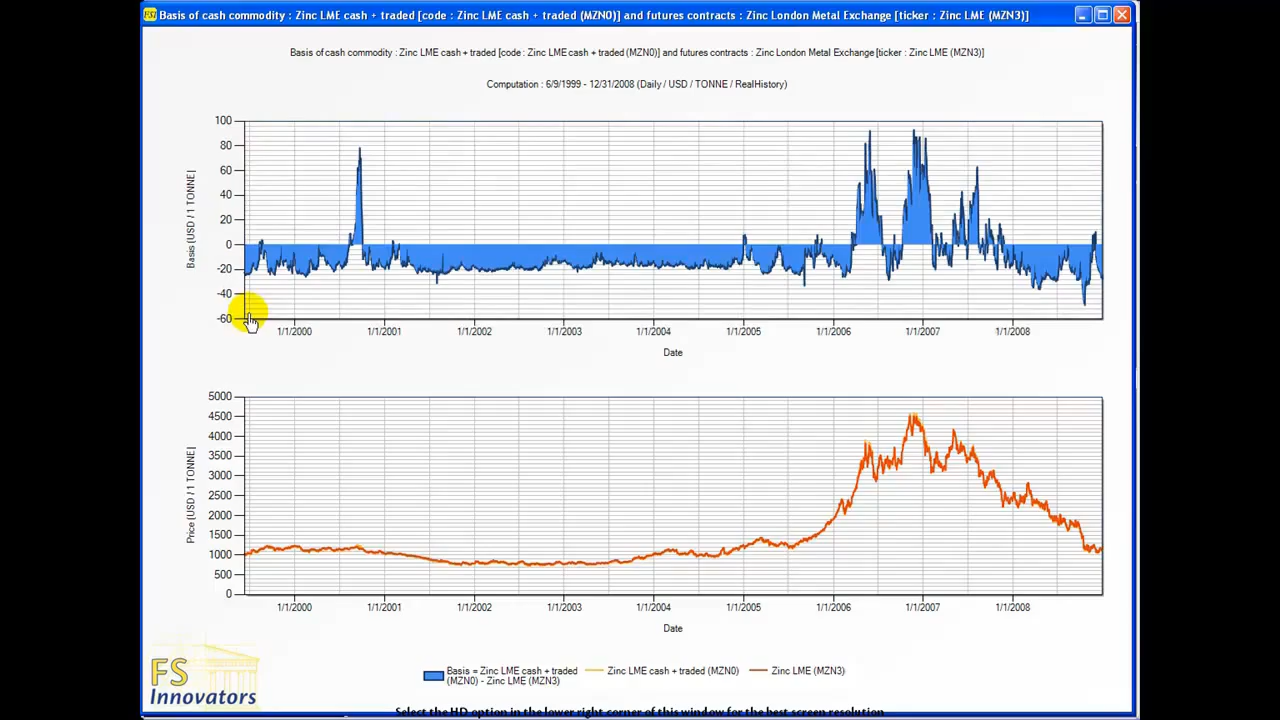 FSI Basis of cash commodity : Zinc LME cash + traded [code : Zinc LME cash + traded (MZN0)] and futures contracts : Zinc London Metal Exchange [ticker : Zinc LME (MZN3)]
Basis of cash commodity : Zinc LME cash + traded [code : Zinc LME cash + traded (MZN0)] and futures contracts : Zinc London Metal Exchange [ticker : Zinc LME (MZN3)]
Computation : 6/9/1999 - 12/31/2008 (Daily / USD / TONNE / RealHistory)
Basis (USD / 1 TONNE)
100
80
60
40
20
0
-20
-40
-60
1/1/2000 1/1/2001 1/1/2002 1/1/2003 1/1/2004 1/1/2005 1/1/2006 1/1/2007 1/1/2008
Date
Price (USD / 1 TONNE)
5000
4500
4000
3500
3000
2500
2000
1500
1000
500
0
1/1/2000 1/1/2001 1/1/2002 1/1/2003 1/1/2004 1/1/2005 1/1/2006 1/1/2007 1/1/2008
Date
Basis = Zinc LME cash + traded
(MZN0) - Zinc LME (MZN3)
Zinc LME cash + traded (MZN0)
Zinc LME (MZN3)
FS
Innovators
Select the HD option in the lower right corner of this window for the best screen resolution